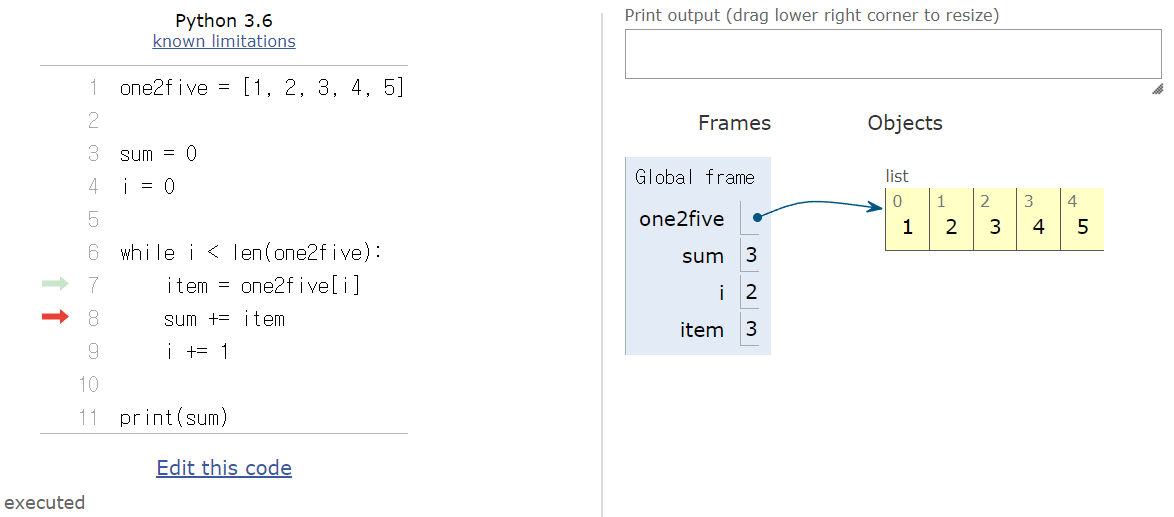 Python 3.6
known limitations
1 one2five = [1, 2, 3, 4, 5]
2
3 sum = 0
4 i = 0
5
6 while i < len(one2five):
7     item = one2five[i]
8     sum += item
9     i += 1
10
11 print(sum)
Edit this code
executed
Print output (drag lower right corner to resize)
Frames Objects
Global frame
one2five
sum 3
i 2
item 3
list
0 1 2 3 4
1 2 3 4 5